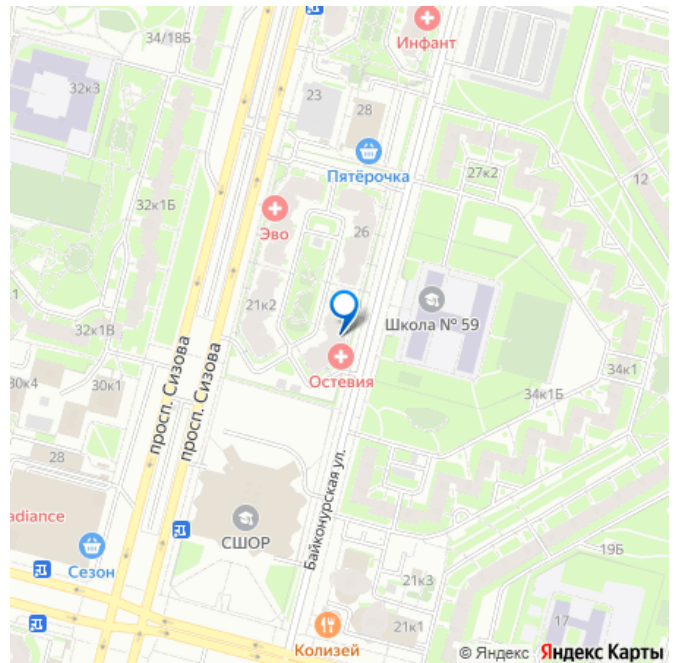 34/18Б
Инфант
32к3
23
28
Пятёрочка
27к2
12
32к1Б
Эво
26
1
21к2
Школа № 59
32к1В
просп. Сизова
просп. Сизова
Остевия
34к1
30к4
30к1
34к1Б
28
Байконурская ул.
adiance
СШОР
Сезон
19Б
21к3
17
21к1
Колизей
© Яндекс Яндекс Карты